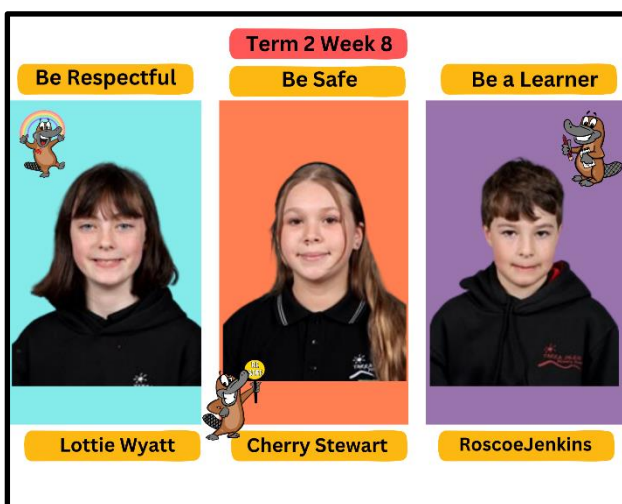 Term 2 Week 8
Be Respectful
Be Safe
Be a Learner
Lottie Wyatt
Cherry Stewart
RoscoeJenkins